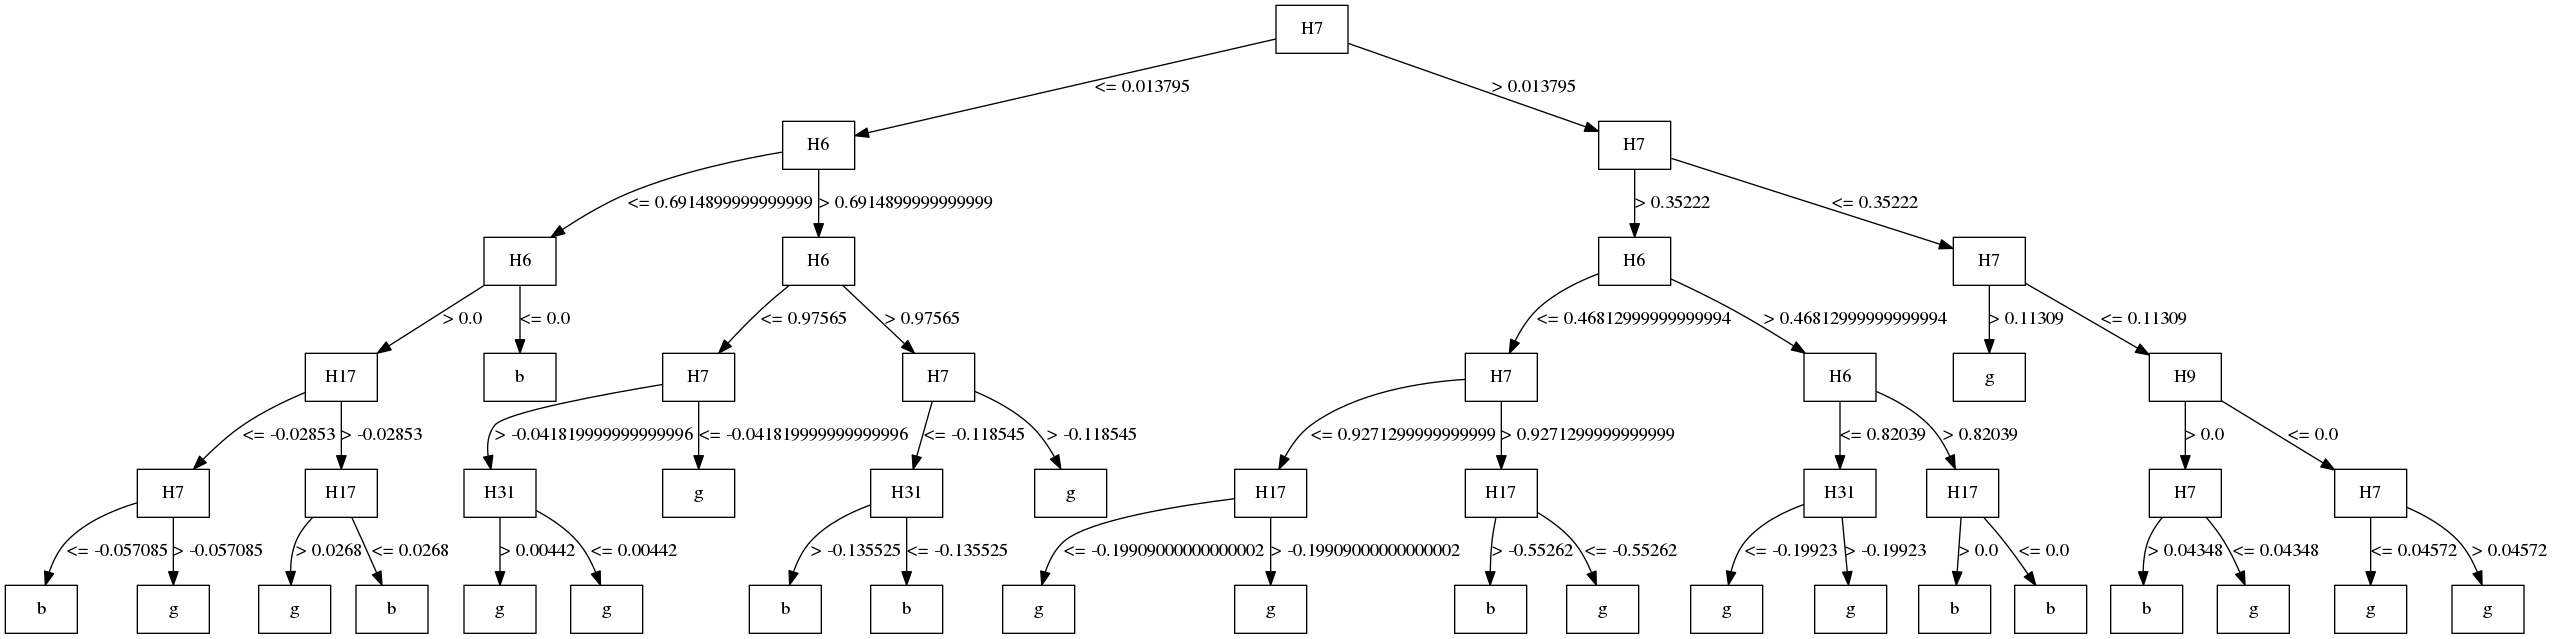 H7
<= 0.013795
> 0.013795
H6
H7
<= 0.6914899999999999
> 0.6914899999999999
> 0.35222
<= 0.35222
H6
H6
H6
H7
> 0.0
<= 0.0
<= 0.97565
> 0.97565
<= 0.46812999999999994
> 0.46812999999999994
> 0.11309
<= 0.11309
H17
b
H7
H7
H7
H6
g
H9
<= -0.02853
> -0.02853
> -0.041819999999999996
<= -0.041819999999999996
<= -0.118545
> -0.118545
<= 0.9271299999999999
> 0.9271299999999999
<= 0.82039
> 0.82039
> 0.0
<= 0.0
H7
H17
H31
g
H31
g
H17
H17
H31
H17
H7
H7
<= -0.057085
> -0.057085
> 0.0268
<= 0.0268
> 0.00442
<= 0.00442
> -0.135525
<= -0.135525
<= -0.19909000000000002
> -0.19909000000000002
> -0.55262
<= -0.55262
<= -0.19923
> -0.19923
> 0.0
<= 0.0
> 0.04348
<= 0.04348
<= 0.04572
> 0.04572
b
g
g
b
g
g
b
b
g
g
b
g
g
g
b
b
b
g
g
g